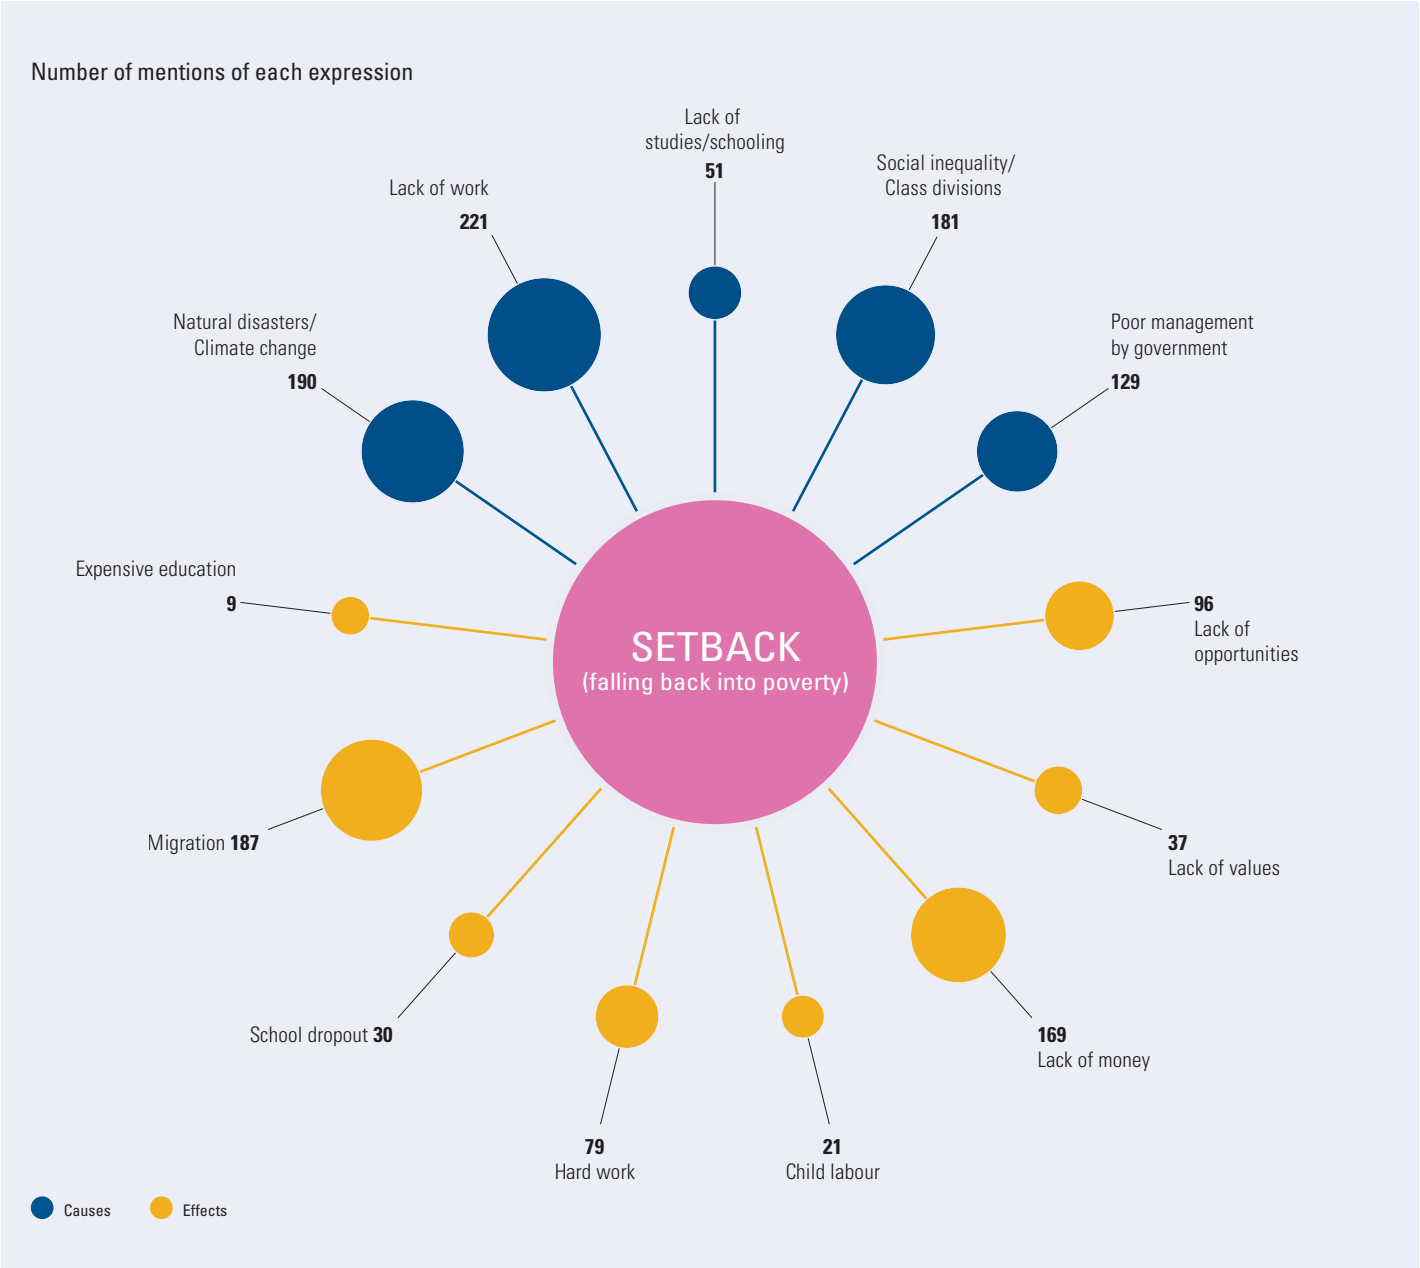 Number of mentions of each expression
Lack of
studies/schooling
51
Social inequality/
Class divisions
181
Lack of work
221
Natural disasters/
Climate change
190
Poor management
by government
129
Expensive education
9
96
Lack of
opportunities
SETBACK
(falling back into poverty)
Migration 187
37
Lack of values
School dropout 30
169
Lack of money
79
Hard work
21
Child labour
Causes
Effects